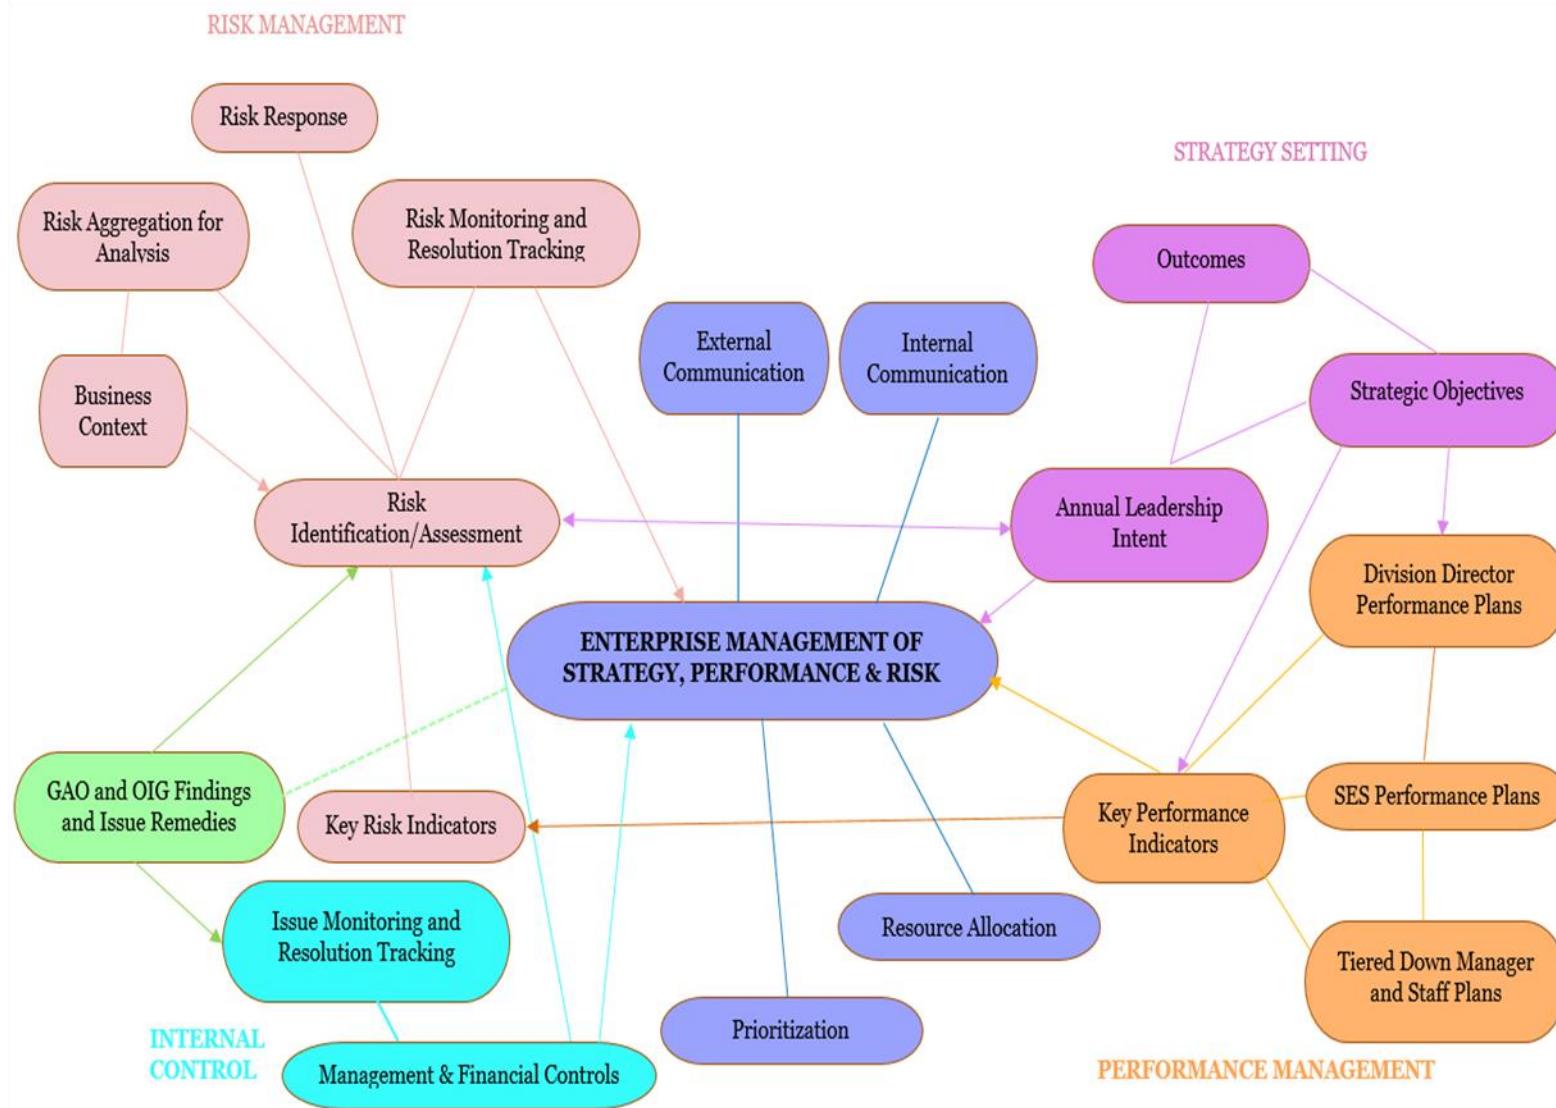 RISK MANAGEMENT
Risk Response
STRATEGY SETTING
Risk Aggregation for
Analysis
Risk Monitoring and
Resolution Tracking
Outcomes
External
Communication
Internal
Communication
Business
Context
Strategic Objectives
Risk
Identification/Assessment
Annual Leadership
Intent
Division Director
Performance Plans
ENTERPRISE MANAGEMENT OF
STRATEGY, PERFORMANCE & RISK
GAO and OIG Findings
and Issue Remedies
Key Risk Indicators
Key Performance
Indicators
SES Performance Plans
Issue Monitoring and
Resolution Tracking
Resource Allocation
Tiered Down Manager
and Staff Plans
Prioritization
INTERNAL
CONTROL
Management & Financial Controls
PERFORMANCE MANAGEMENT